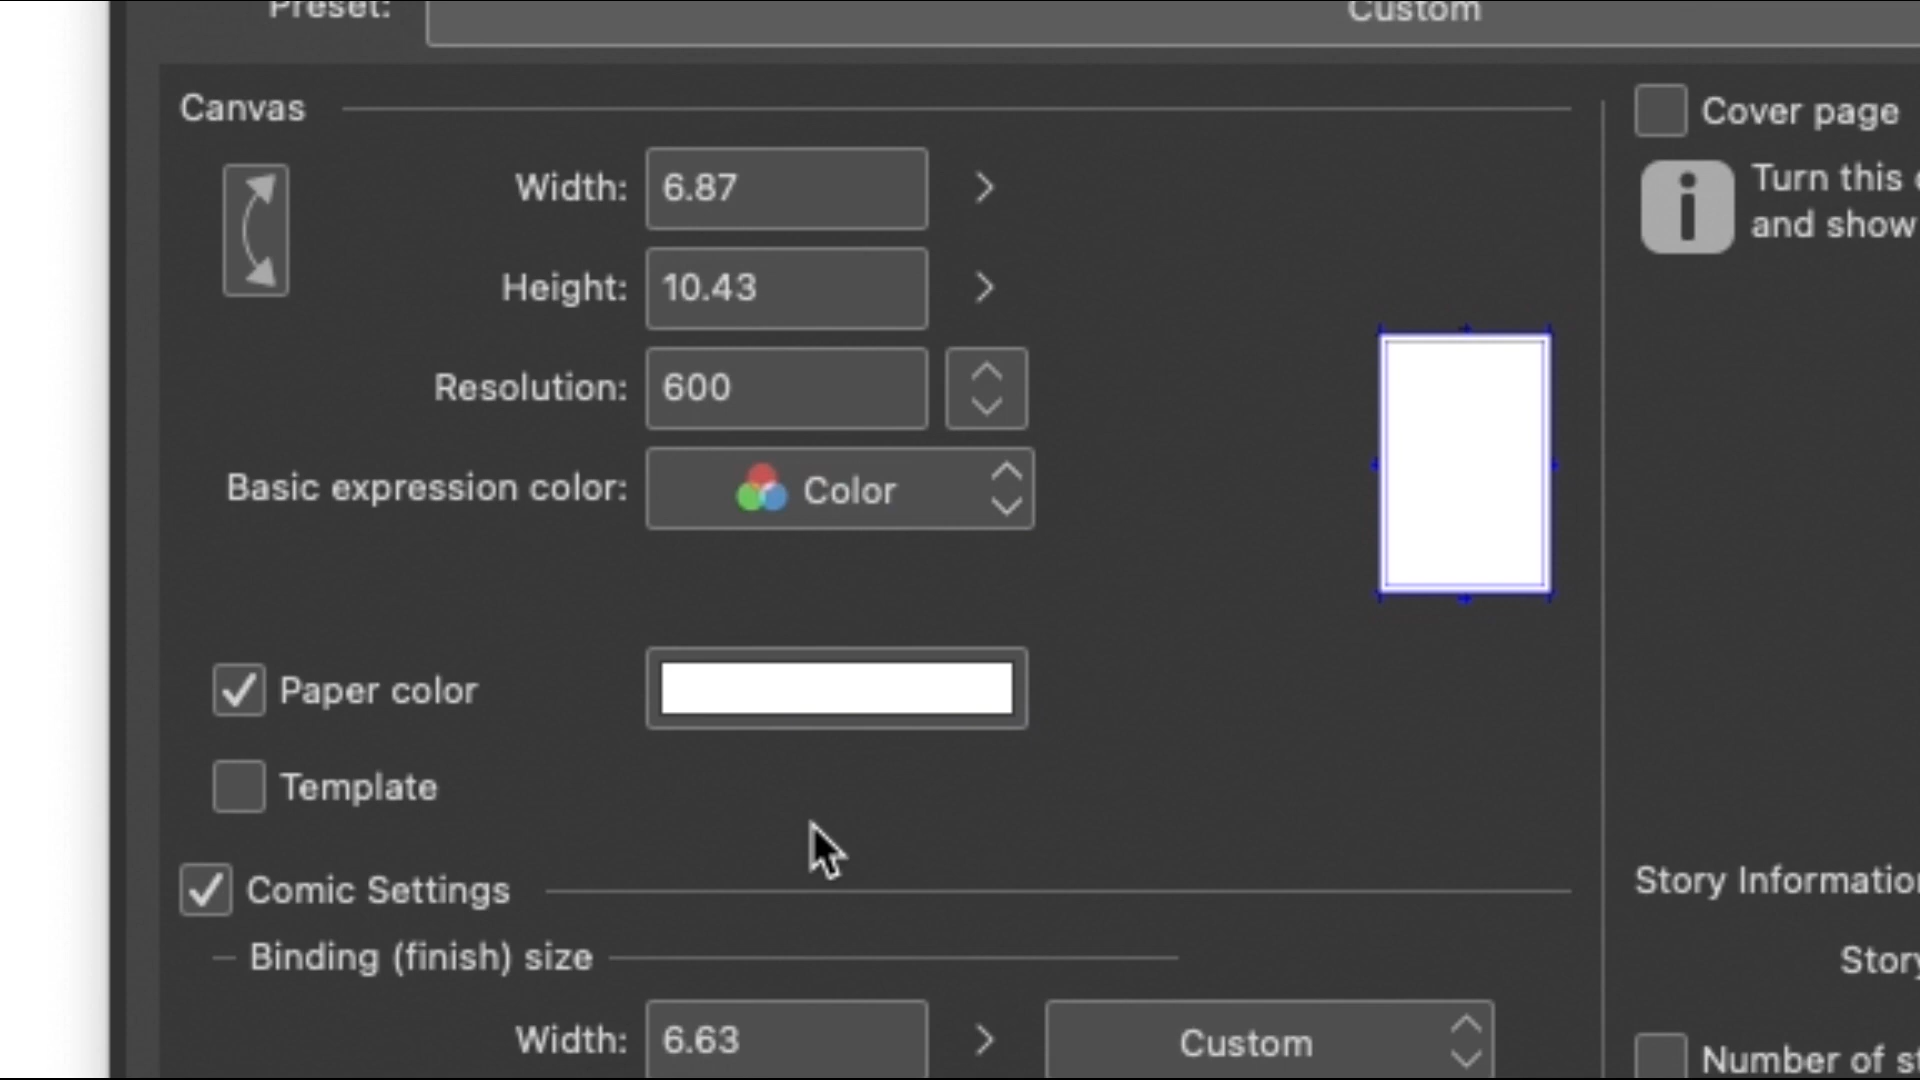 Preset: Custom
Canvas
Cover page
Width: 6.87
Turn this
and show
Height: 10.43
Resolution: 600
Basic expression color: Color
Paper color
Template
Comic Settings
Binding (finish) size
Width: 6.63 Custom
Story Information
Story
Number of